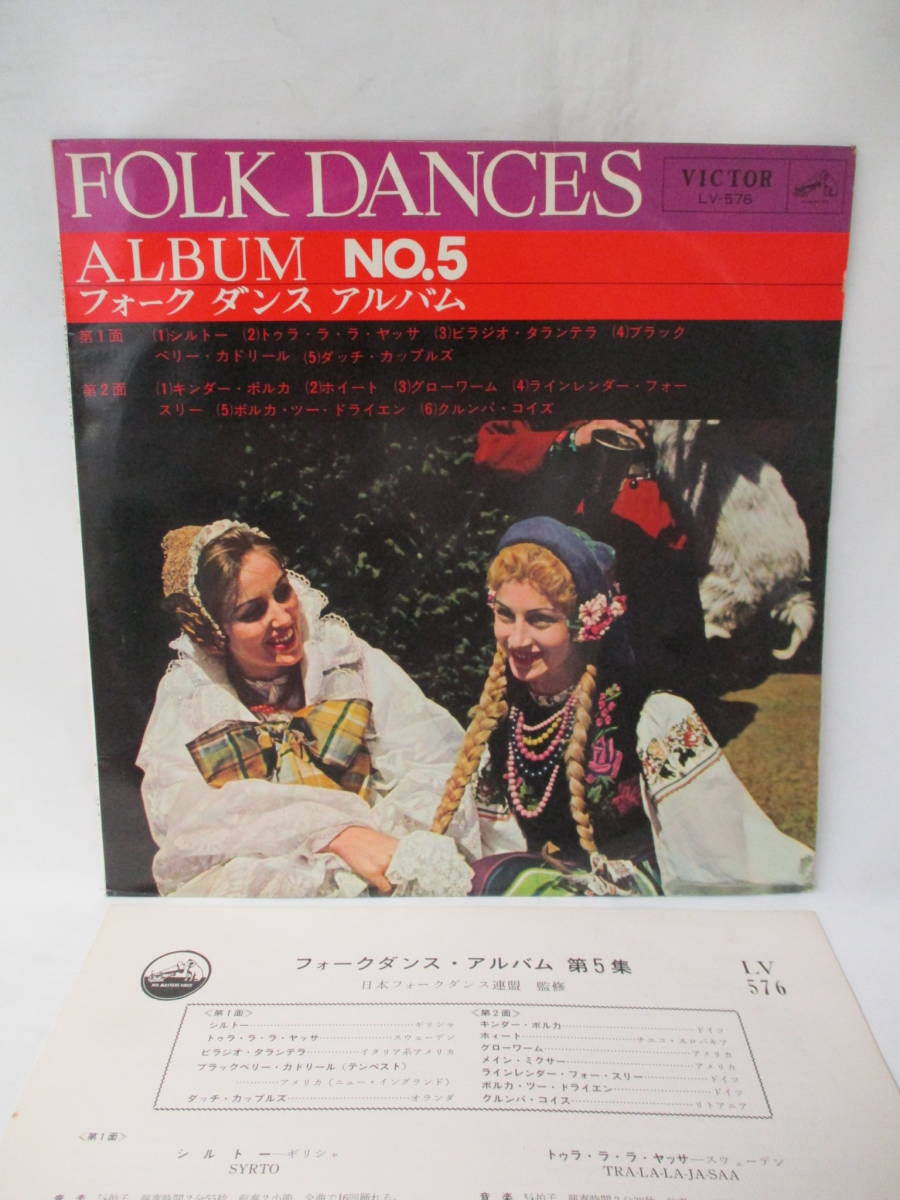 FOLK DANCES
VICTOR
LV-576
ALBUM NO.5
フォーク ダンス アルバム
第1面 (1)シルトー (2)トゥラ・ラ・ラ・ヤッサ (3)ビラジオ・タランテラ (4)ブラック
ベリー・カドリール (5)ダッチ・カップルズ
第2面 (1)キンダー・ポルカ (2)ホイート (3)グローワーム (4)ラインレンダー・フォー・
スリー (5)ポルカ・ツー・ドライエン (6)クルンパ・コイズ
フォークダンス・アルバム 第5集
LV
576
日本フォークダンス連盟 監修
HIS MASTERS VOICE
〈第1面〉
シルトー……ギリシャ
トゥラ・ラ・ラ・ヤッサ……スウェーデン
ビラジオ・タランテラ……イタリア系アメリカ
ブラックベリー・カドリール(テンペスト)
……アメリカ(ニュー・イングランド)
ダッチ・カップルズ……オランダ
〈第2面〉
キンダー・ポルカ……ドイツ
ホイート……チェコ・スロバキア
グローワーム……アメリカ
メイン・ミクサー……アメリカ
ラインレンダー・フォー・スリー……ドイツ
ポルカ・ツー・ドライエン……ドイツ
クルンパ・コイス……リトアニア
〈第1面〉
シルトー——ギリシャ
SYRTO
トゥラ・ラ・ラ・ヤッサ——スウェーデン
TRA-LA-LA-JA-SAA